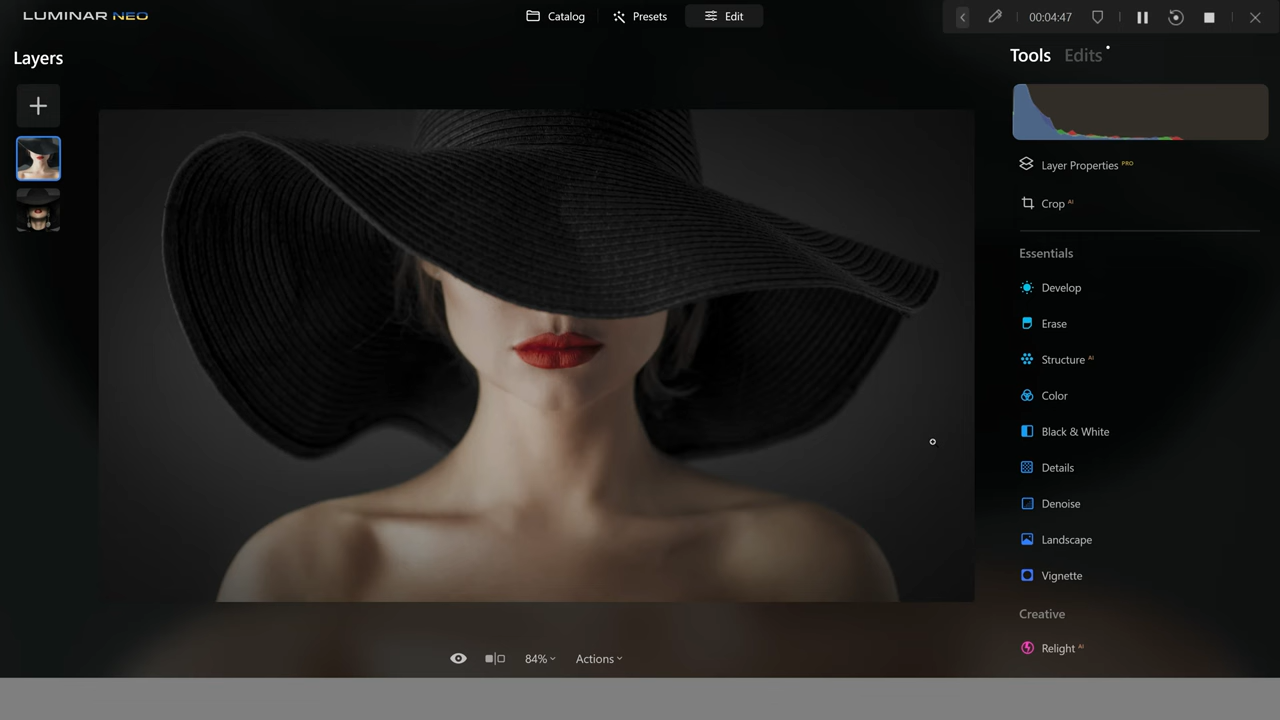 LUMINAR NEO
Catalog
Presets
Edit
00:04:47
Layers
Tools Edits
Layer Properties PRO
Crop AI
Essentials
Develop
Erase
Structure AI
Color
Black & White
Details
Denoise
Landscape
Vignette
Creative
Relight AI
84%
Actions